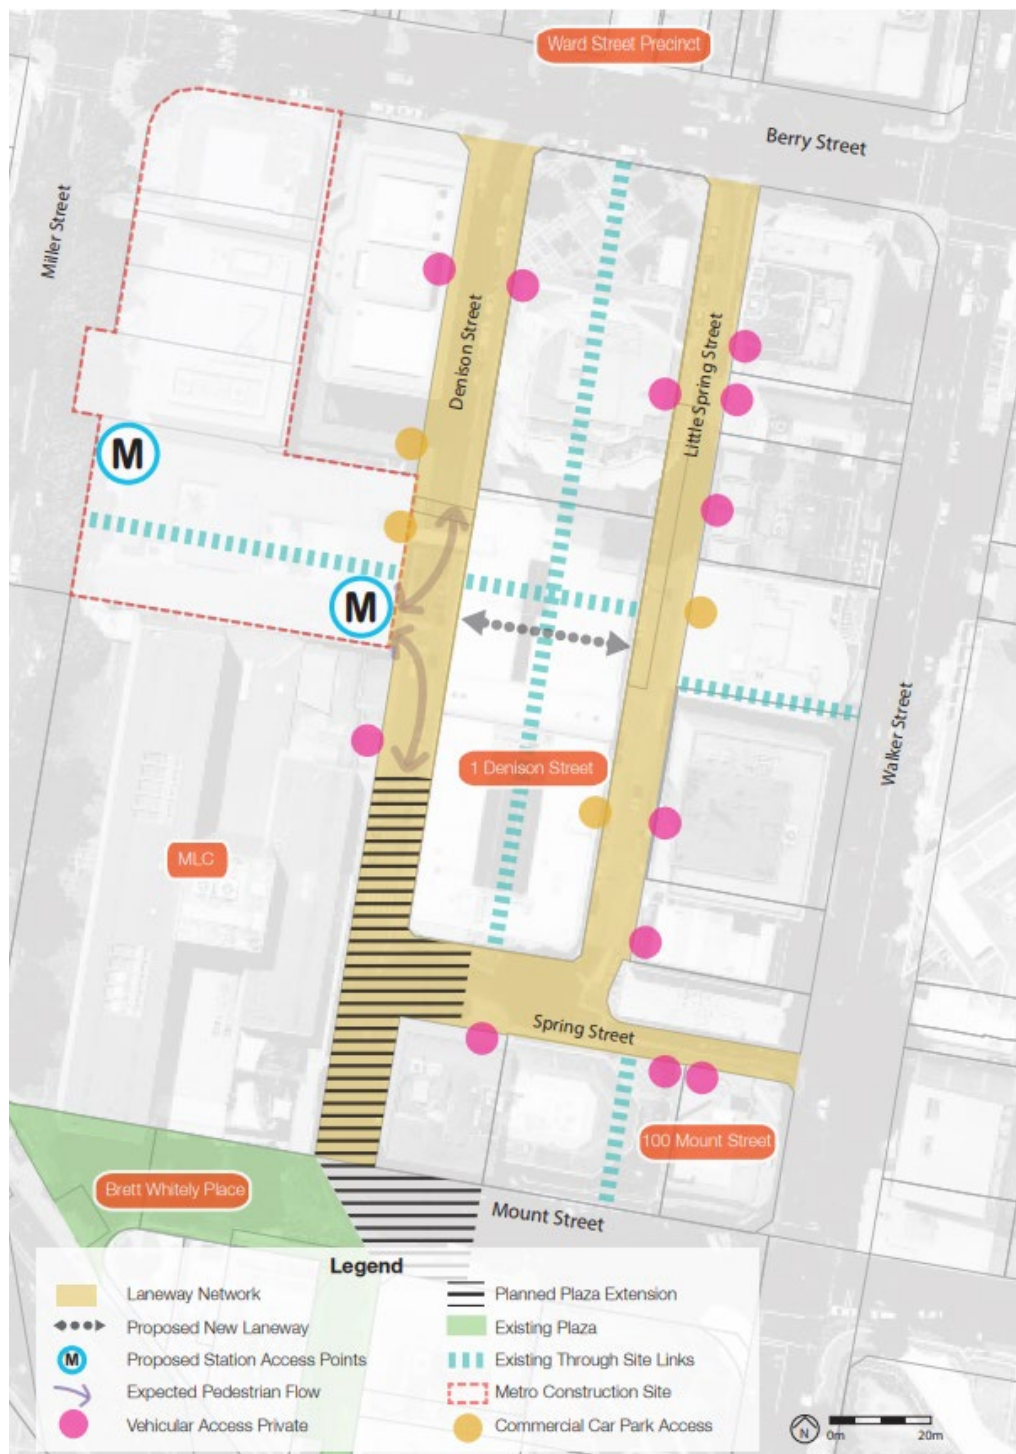 Ward Street Precinct
Berry Street
Miller Street
Denison Street
Little Spring Street
M
M
Walker Street
1 Denison Street
MLC
Spring Street
100 Mount Street
Brett Whitely Place
Mount Street
Legend
Laneway Network
Proposed New Laneway
M
Proposed Station Access Points
Expected Pedestrian Flow
Vehicular Access Private
Planned Plaza Extension
Existing Plaza
Existing Through Site Links
Metro Construction Site
Commercial Car Park Access
N
0m
20m